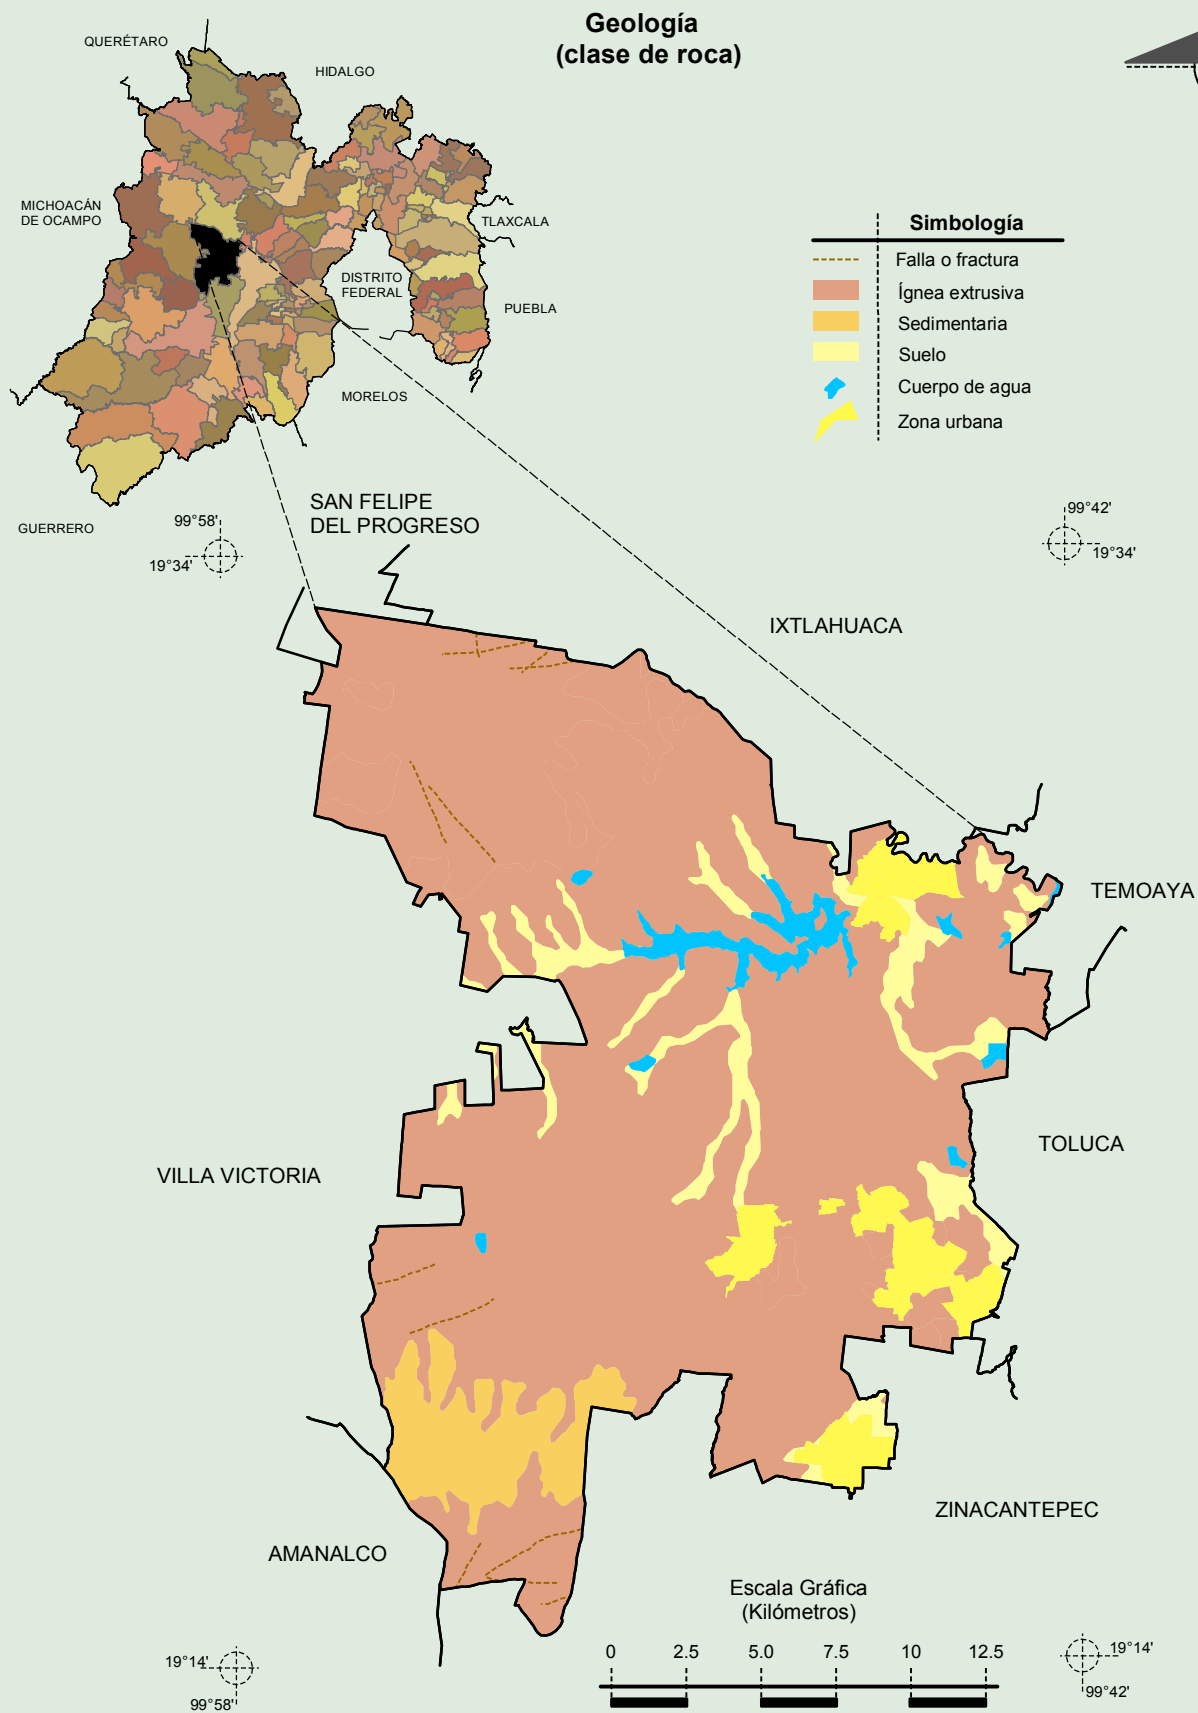 Geología
(clase de roca)
QUERÉTARO
HIDALGO
MICHOACÁN
DE OCAMPO
TLAXCALA
DISTRITO
FEDERAL
PUEBLA
MORELOS
GUERRERO
Simbología
Falla o fractura
Ígnea extrusiva
Sedimentaria
Suelo
Cuerpo de agua
Zona urbana
99°58'
19°34'
99°42'
19°34'
SAN FELIPE
DEL PROGRESO
IXTLAHUACA
TEMOAYA
TOLUCA
VILLA VICTORIA
ZINACANTEPEC
AMANALCO
Escala Gráfica
(Kilómetros)
0 2.5 5.0 7.5 10 12.5
19°14'
99°58'
19°14'
99°42'